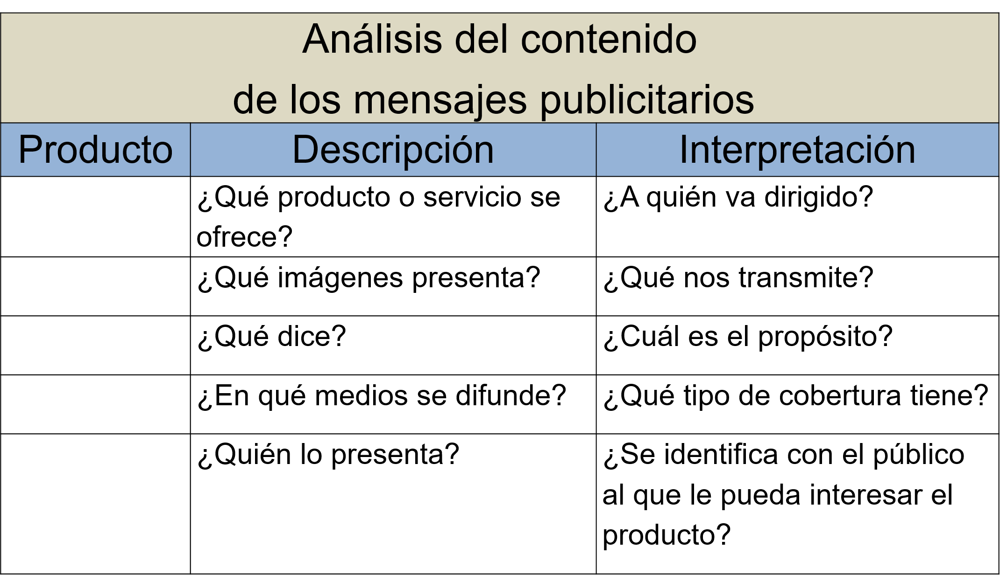 Análisis del contenido
de los mensajes publicitarios
Producto
Descripción
Interpretación
¿Qué producto o servicio se
ofrece?
¿A quién va dirigido?
¿Qué imágenes presenta?
¿Qué nos transmite?
¿Qué dice?
¿Cuál es el propósito?
¿En qué medios se difunde?
¿Qué tipo de cobertura tiene?
¿Quién lo presenta?
¿Se identifica con el público
al que le pueda interesar el
producto?